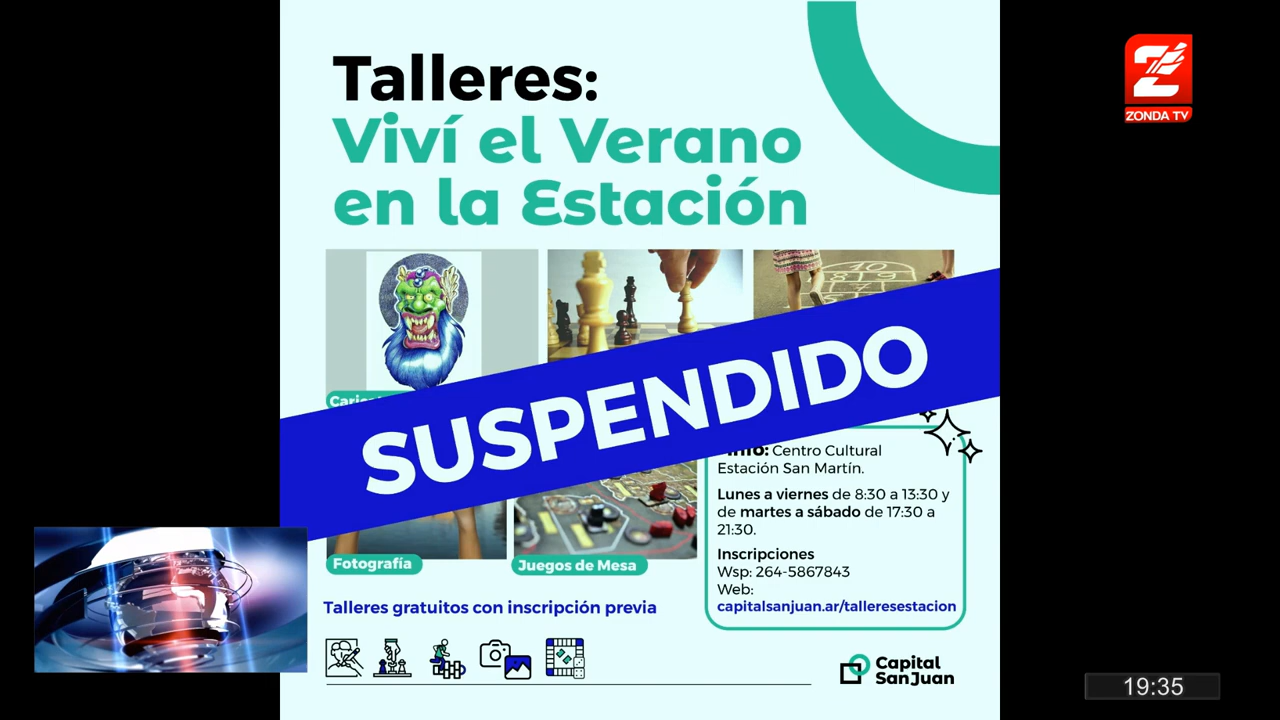 Talleres:
Viví el Verano
en la Estación
ZONDA TV
10
SUSPENDIDO
Centro Cultural
Estación San Martín.
Lunes a viernes de 8:30 a 13:30 y
de martes a sábado de 17:30 a
21:30.
Inscripciones
Wsp: 264-5867843
Web:
capitalsanjuan.ar/talleresestacion
Fotografía
Juegos de Mesa
Talleres gratuitos con inscripción previa
Capital
San Juan
19:35